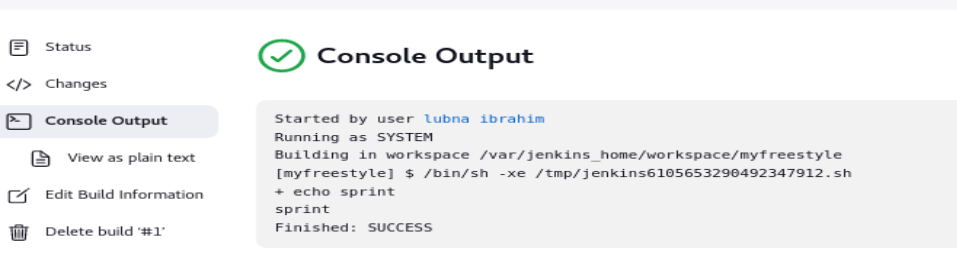 Status
Changes
Console Output
View as plain text
Edit Build Information
Delete build '#1'
Console Output
Started by user lubna ibrahim
Running as SYSTEM
Building in workspace /var/jenkins_home/workspace/myfreestyle
[myfreestyle] $ /bin/sh -xe /tmp/jenkins6105653290492347912.sh
+ echo sprint
sprint
Finished: SUCCESS